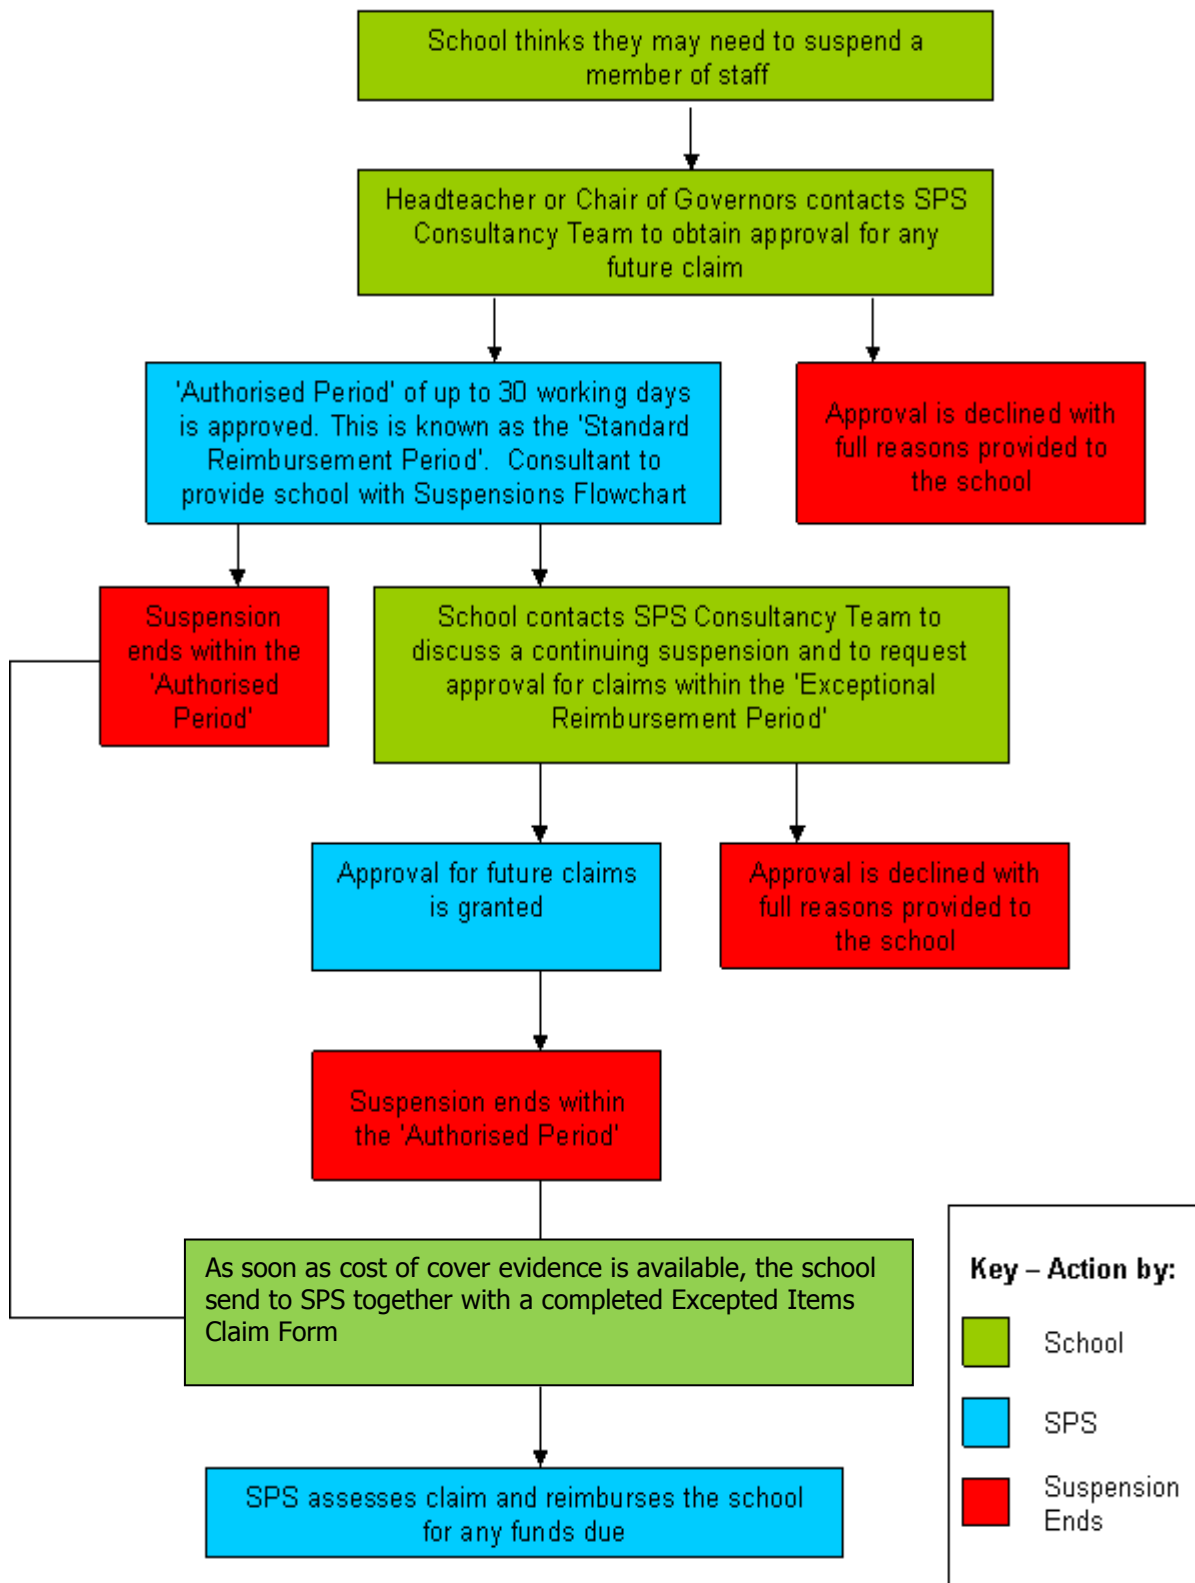 School thinks they may need to suspend a
member of staff
Headteacher or Chair of Governors contacts SPS
Consultancy Team to obtain approval for any
future claim
'Authorised Period' of up to 30 working days
is approved. This is known as the 'Standard
Reimbursement Period'. Consultant to
provide school with Suspensions Flowchart
Approval is declined with
full reasons provided to
the school
Suspension
ends within the
'Authorised
Period'
School contacts SPS Consultancy Team to
discuss a continuing suspension and to request
approval for claims within the 'Exceptional
Reimbursement Period'
Approval for future claims
is granted
Approval is declined with
full reasons provided to
the school
Suspension ends within
the 'Authorised Period'
As soon as cost of cover evidence is available, the school
send to SPS together with a completed Excepted Items
Claim Form
SPS assesses claim and reimburses the school
for any funds due
Key – Action by:
School
SPS
Suspension
Ends